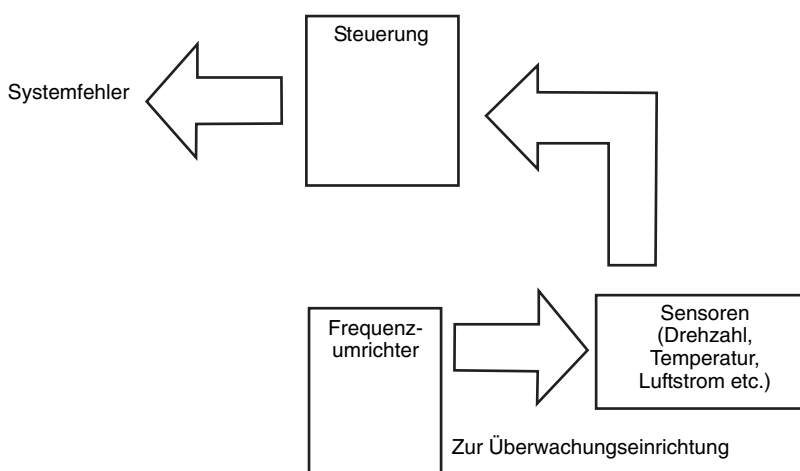 Steuerung
Systemfehler
Frequenz-
umrichter
Sensoren
(Drehzahl,
Temperatur,
Luftstrom etc.)
Zur Überwachungseinrichtung